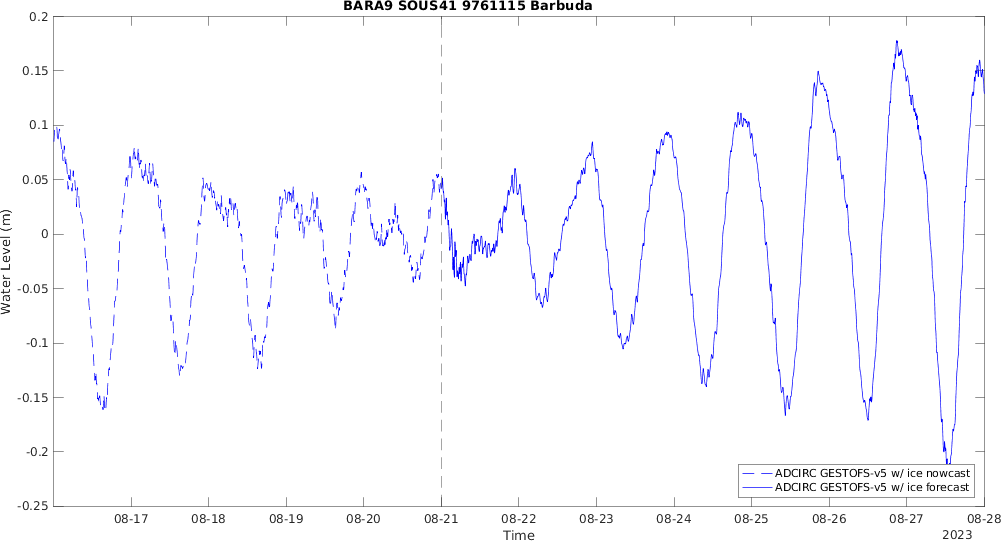 BARA9 SOUS41 9761115 Barbuda
0.2
0.15
0.1
0.05
0
-0.05
-0.1
-0.15
-0.2
-0.25
Water Level (m)
08-17 08-18 08-19 08-20 08-21 08-22 08-23 08-24 08-25 08-26 08-27 08-28
Time
2023
ADCIRC GESTOFS-v5 w/ ice nowcast
ADCIRC GESTOFS-v5 w/ ice forecast